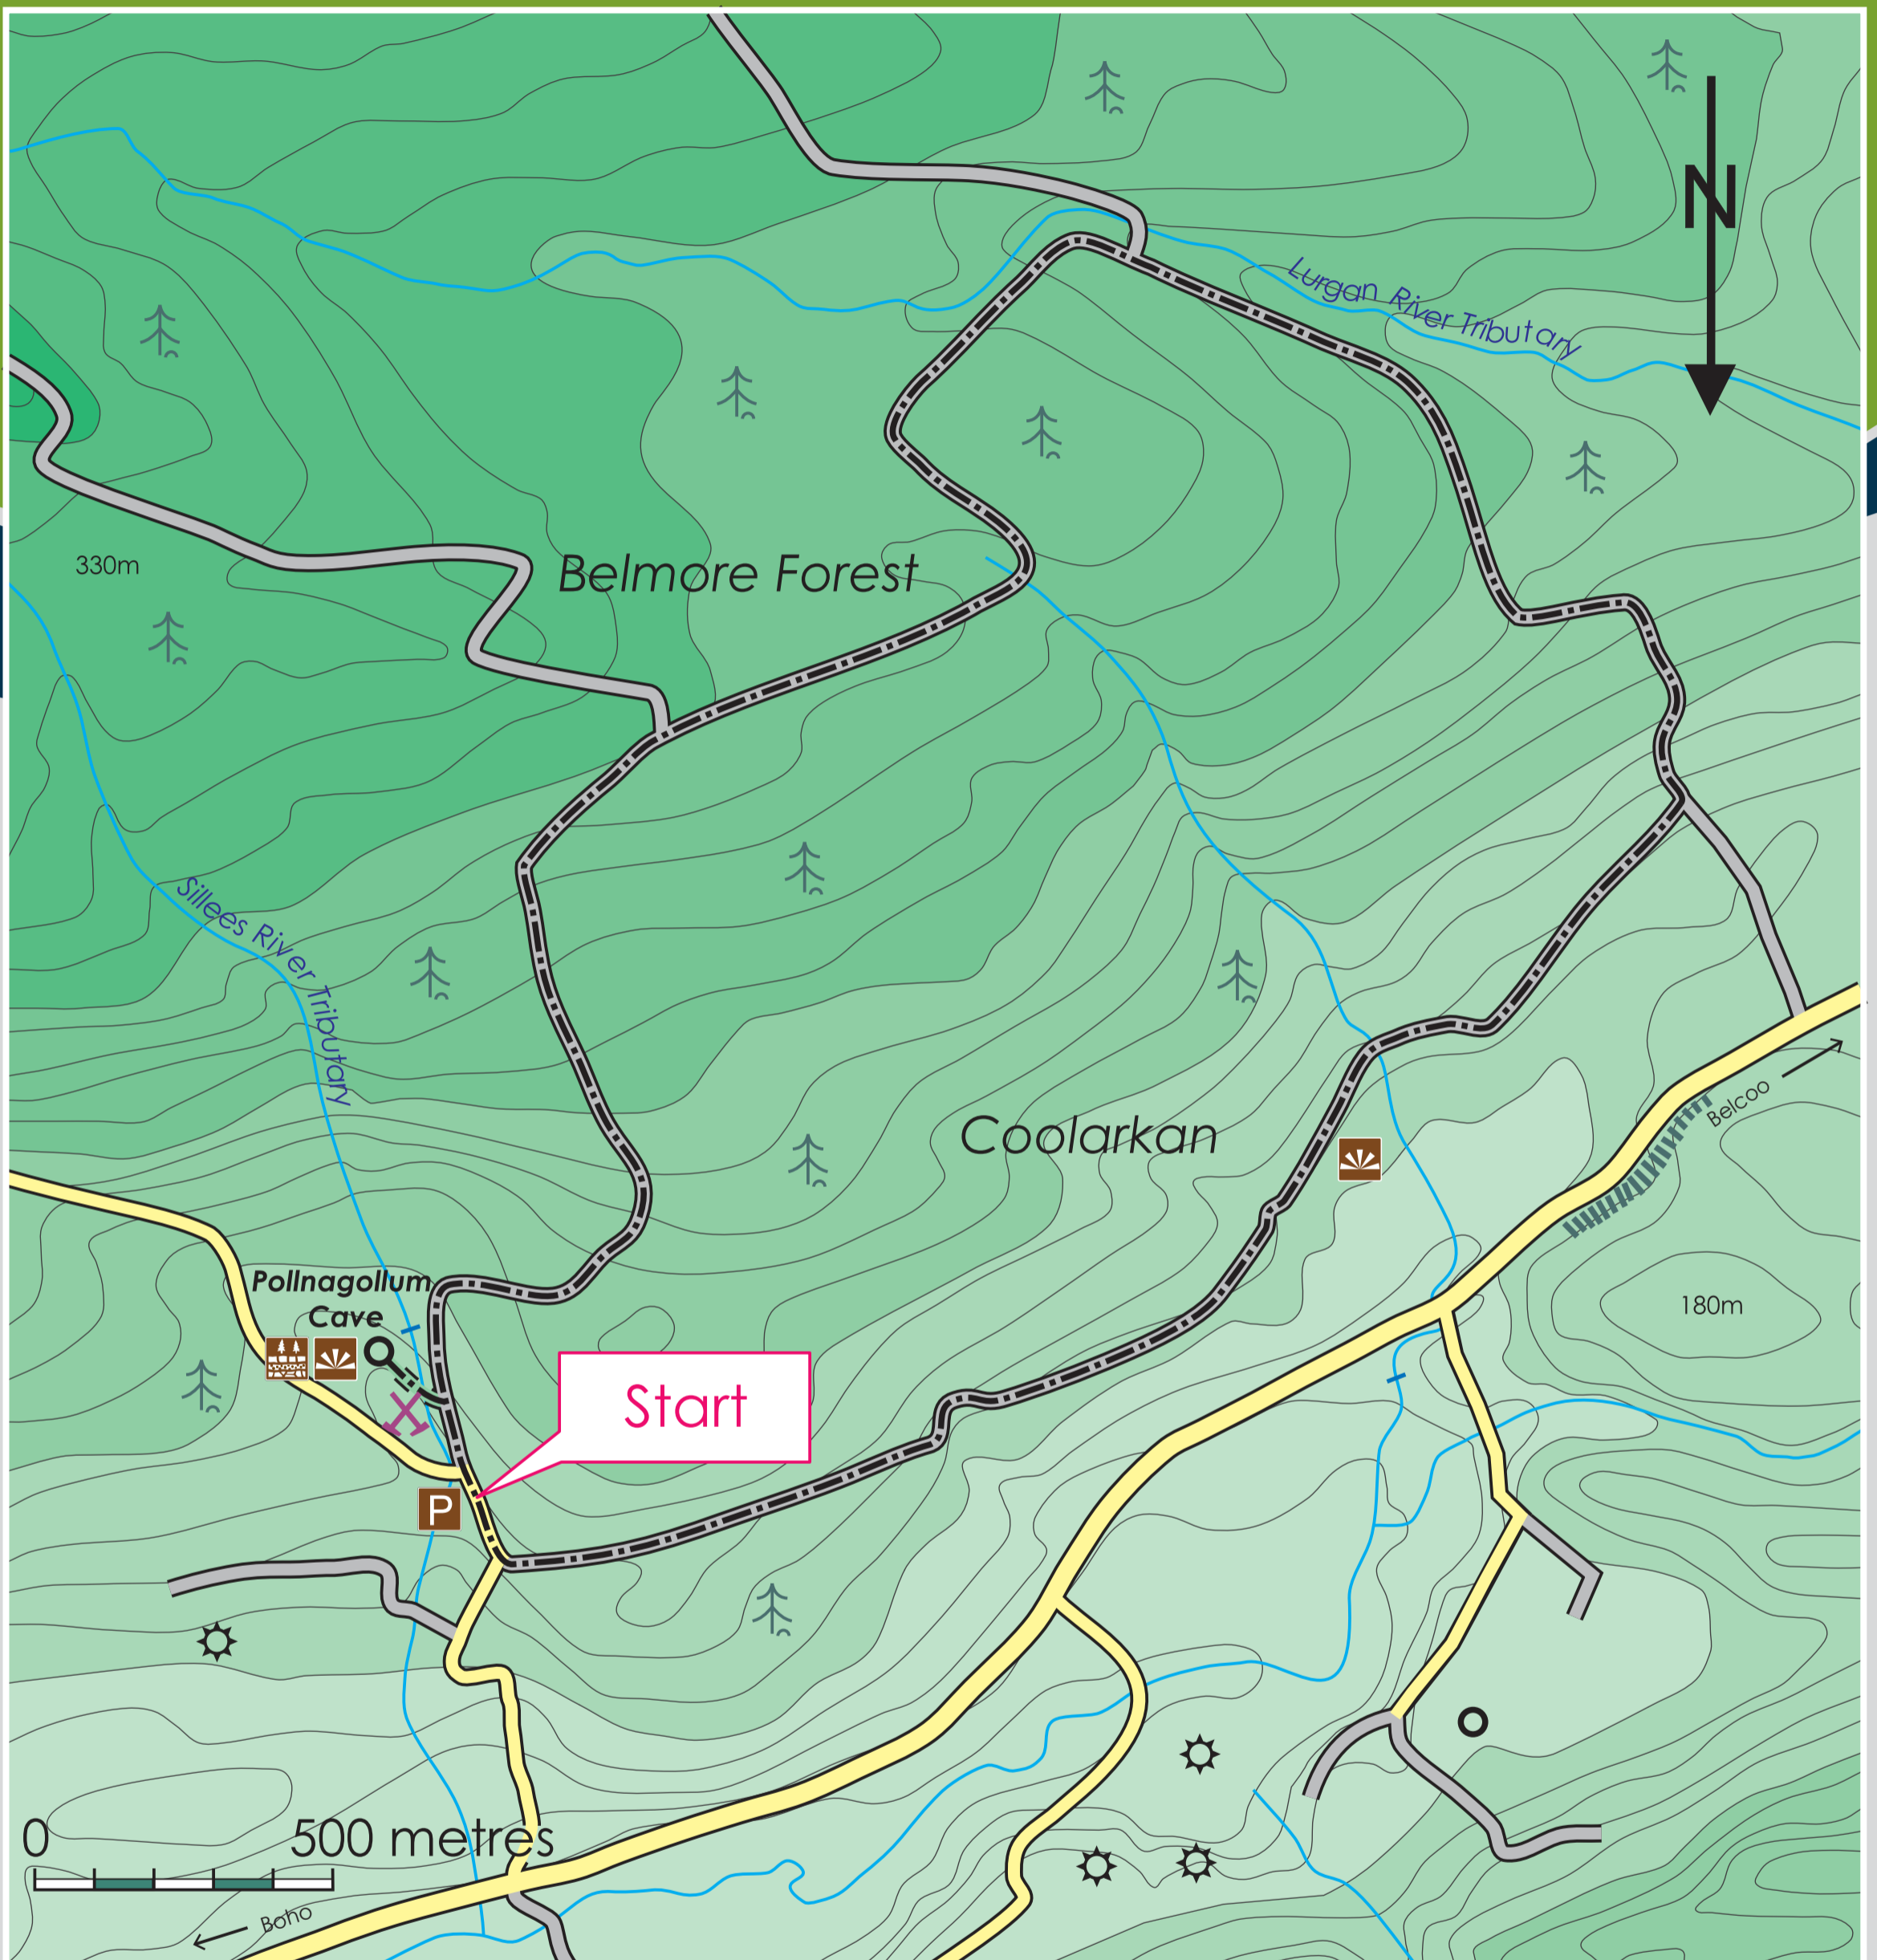 N
Lurgan River Tributary
330m
Belmore Forest
Sillees River Tributary
Coolarkan
Belcoo
Pollnagollum
Cave
180m
Start
P
0 500 metres
Boho